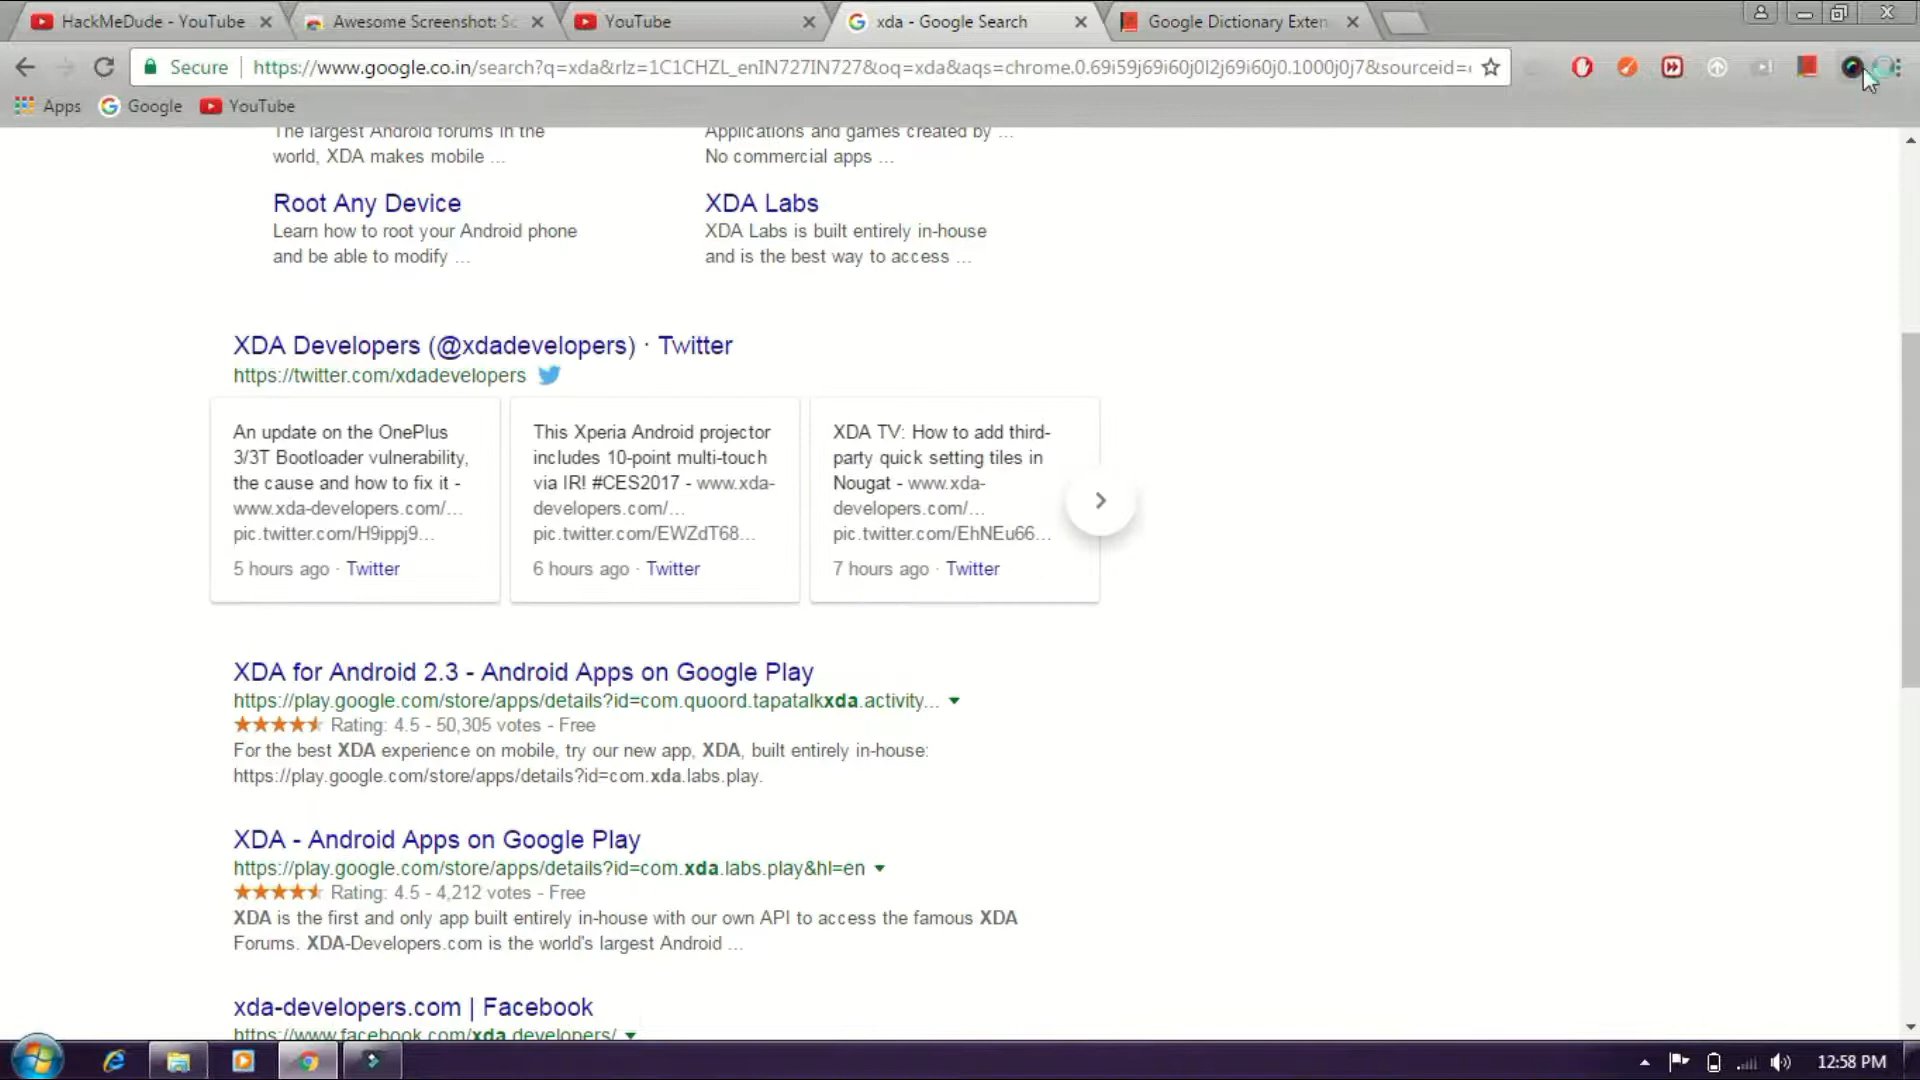 HackMeDude - YouTube
Awesome Screenshot: Sc
YouTube
xda - Google Search
Google Dictionary Exten
Secure
https://www.google.co.in/search?q=xda&rlz=1C1CHZL_enIN727IN727&oq=xda&aqs=chrome.0.69i59j69i60j0l2j69i60j0.1000j0j7&sourceid=
Apps
Google
YouTube
The largest Android forums in the
world, XDA makes mobile ...
Applications and games created by ...
No commercial apps ...
Root Any Device
Learn how to root your Android phone
and be able to modify ...
XDA Labs
XDA Labs is built entirely in-house
and is the best way to access ...
XDA Developers (@xdadevelopers) · Twitter
https://twitter.com/xdadevelopers
An update on the OnePlus
3/3T Bootloader vulnerability,
the cause and how to fix it -
www.xda-developers.com/...
pic.twitter.com/H9ippj9...
5 hours ago · Twitter
This Xperia Android projector
includes 10-point multi-touch
via IR! #CES2017 - www.xda-
developers.com/...
pic.twitter.com/EWZdT68...
6 hours ago · Twitter
XDA TV: How to add third-
party quick setting tiles in
Nougat - www.xda-
developers.com/...
pic.twitter.com/EhNEu66...
7 hours ago · Twitter
XDA for Android 2.3 - Android Apps on Google Play
https://play.google.com/store/apps/details?id=com.quoord.tapatalkxda.activity...
Rating: 4.5 - 50,305 votes - Free
For the best XDA experience on mobile, try our new app, XDA, built entirely in-house:
https://play.google.com/store/apps/details?id=com.xda.labs.play.
XDA - Android Apps on Google Play
https://play.google.com/store/apps/details?id=com.xda.labs.play&hl=en
Rating: 4.5 - 4,212 votes - Free
XDA is the first and only app built entirely in-house with our own API to access the famous XDA
Forums. XDA-Developers.com is the world's largest Android ...
xda-developers.com | Facebook
https://www.facebook.com/xda.developers/
12:58 PM